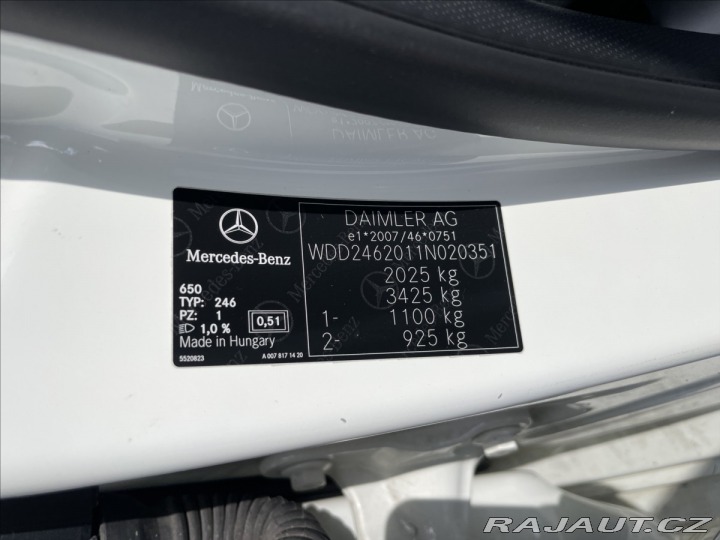 DAIMLER AG
e1*2007/46*0751
WDD2462011N020351
2025 kg
3425 kg
1- 1100 kg
2- 925 kg
Mercedes-Benz
650
TYP: 246
PZ: 1
1,0 % 0,51
Made in Hungary
5520823
A 007 817 14 20
RAJAUT.CZ